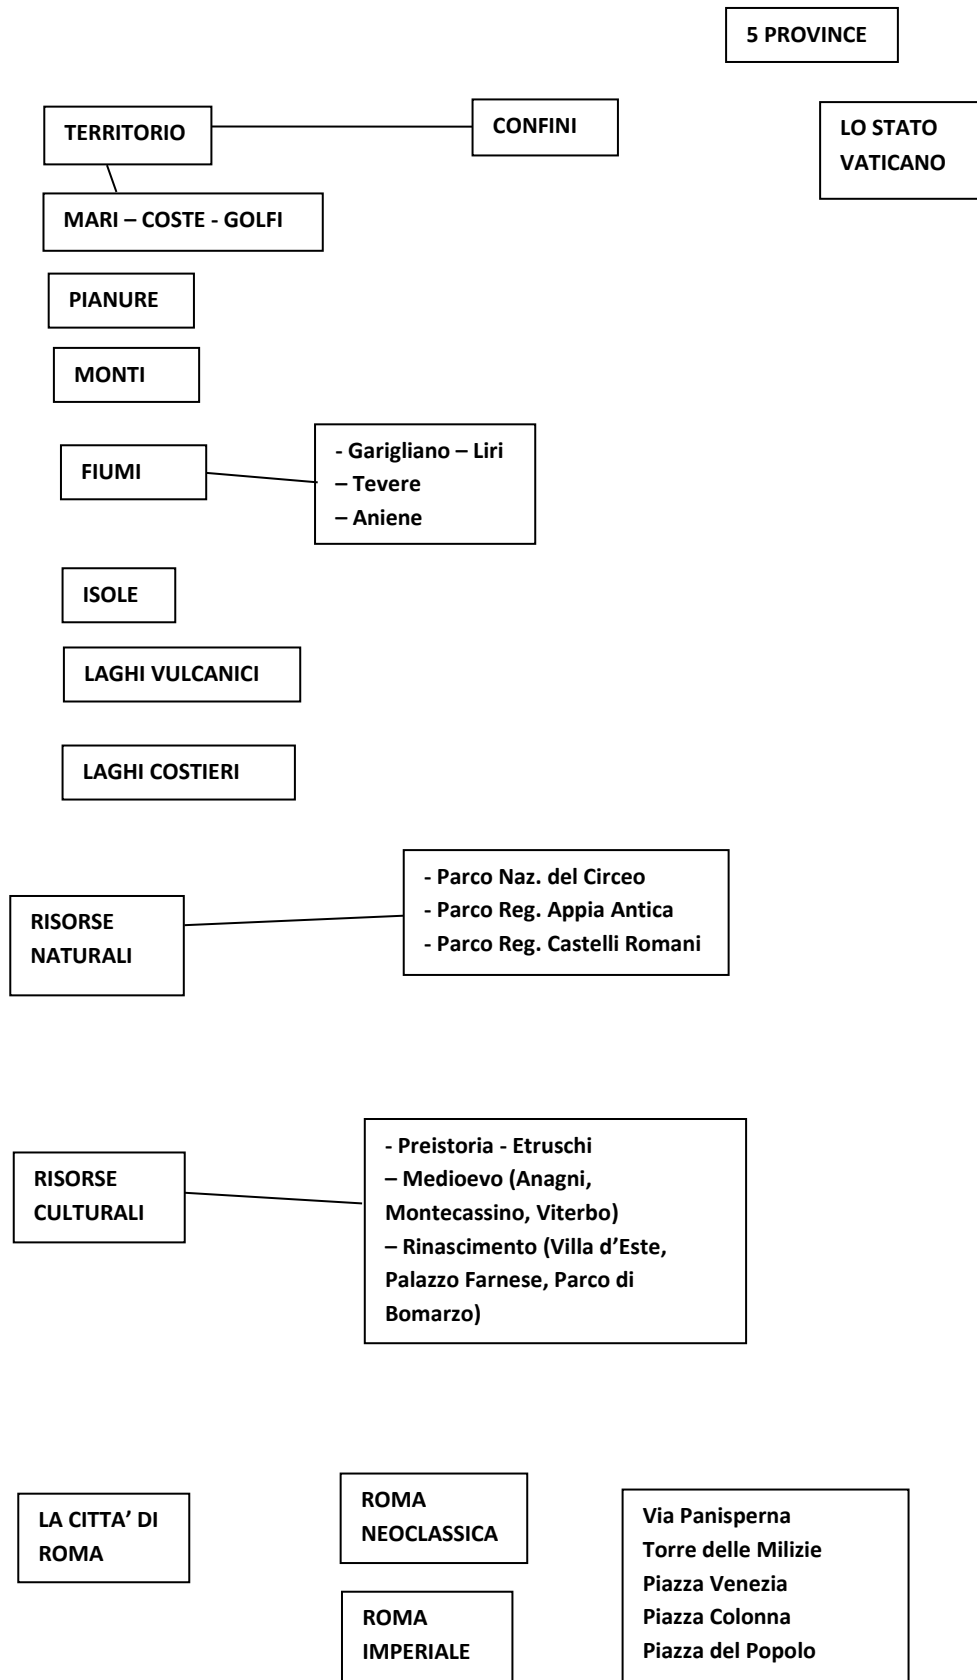 5 PROVINCE
TERRITORIO
CONFINI
LO STATO
VATICANO
MARI – COSTE - GOLFI
PIANURE
MONTI
FIUMI
- Garigliano – Liri
– Tevere
– Aniene
ISOLE
LAGHI VULCANICI
LAGHI COSTIERI
RISORSE
NATURALI
- Parco Naz. del Circeo
- Parco Reg. Appia Antica
- Parco Reg. Castelli Romani
RISORSE
CULTURALI
- Preistoria - Etruschi
– Medioevo (Anagni,
Montecassino, Viterbo)
– Rinascimento (Villa d’Este,
Palazzo Farnese, Parco di
Bomarzo)
LA CITTA’ DI
ROMA
ROMA
NEOCLASSICA
ROMA
IMPERIALE
Via Panisperna
Torre delle Milizie
Piazza Venezia
Piazza Colonna
Piazza del Popolo